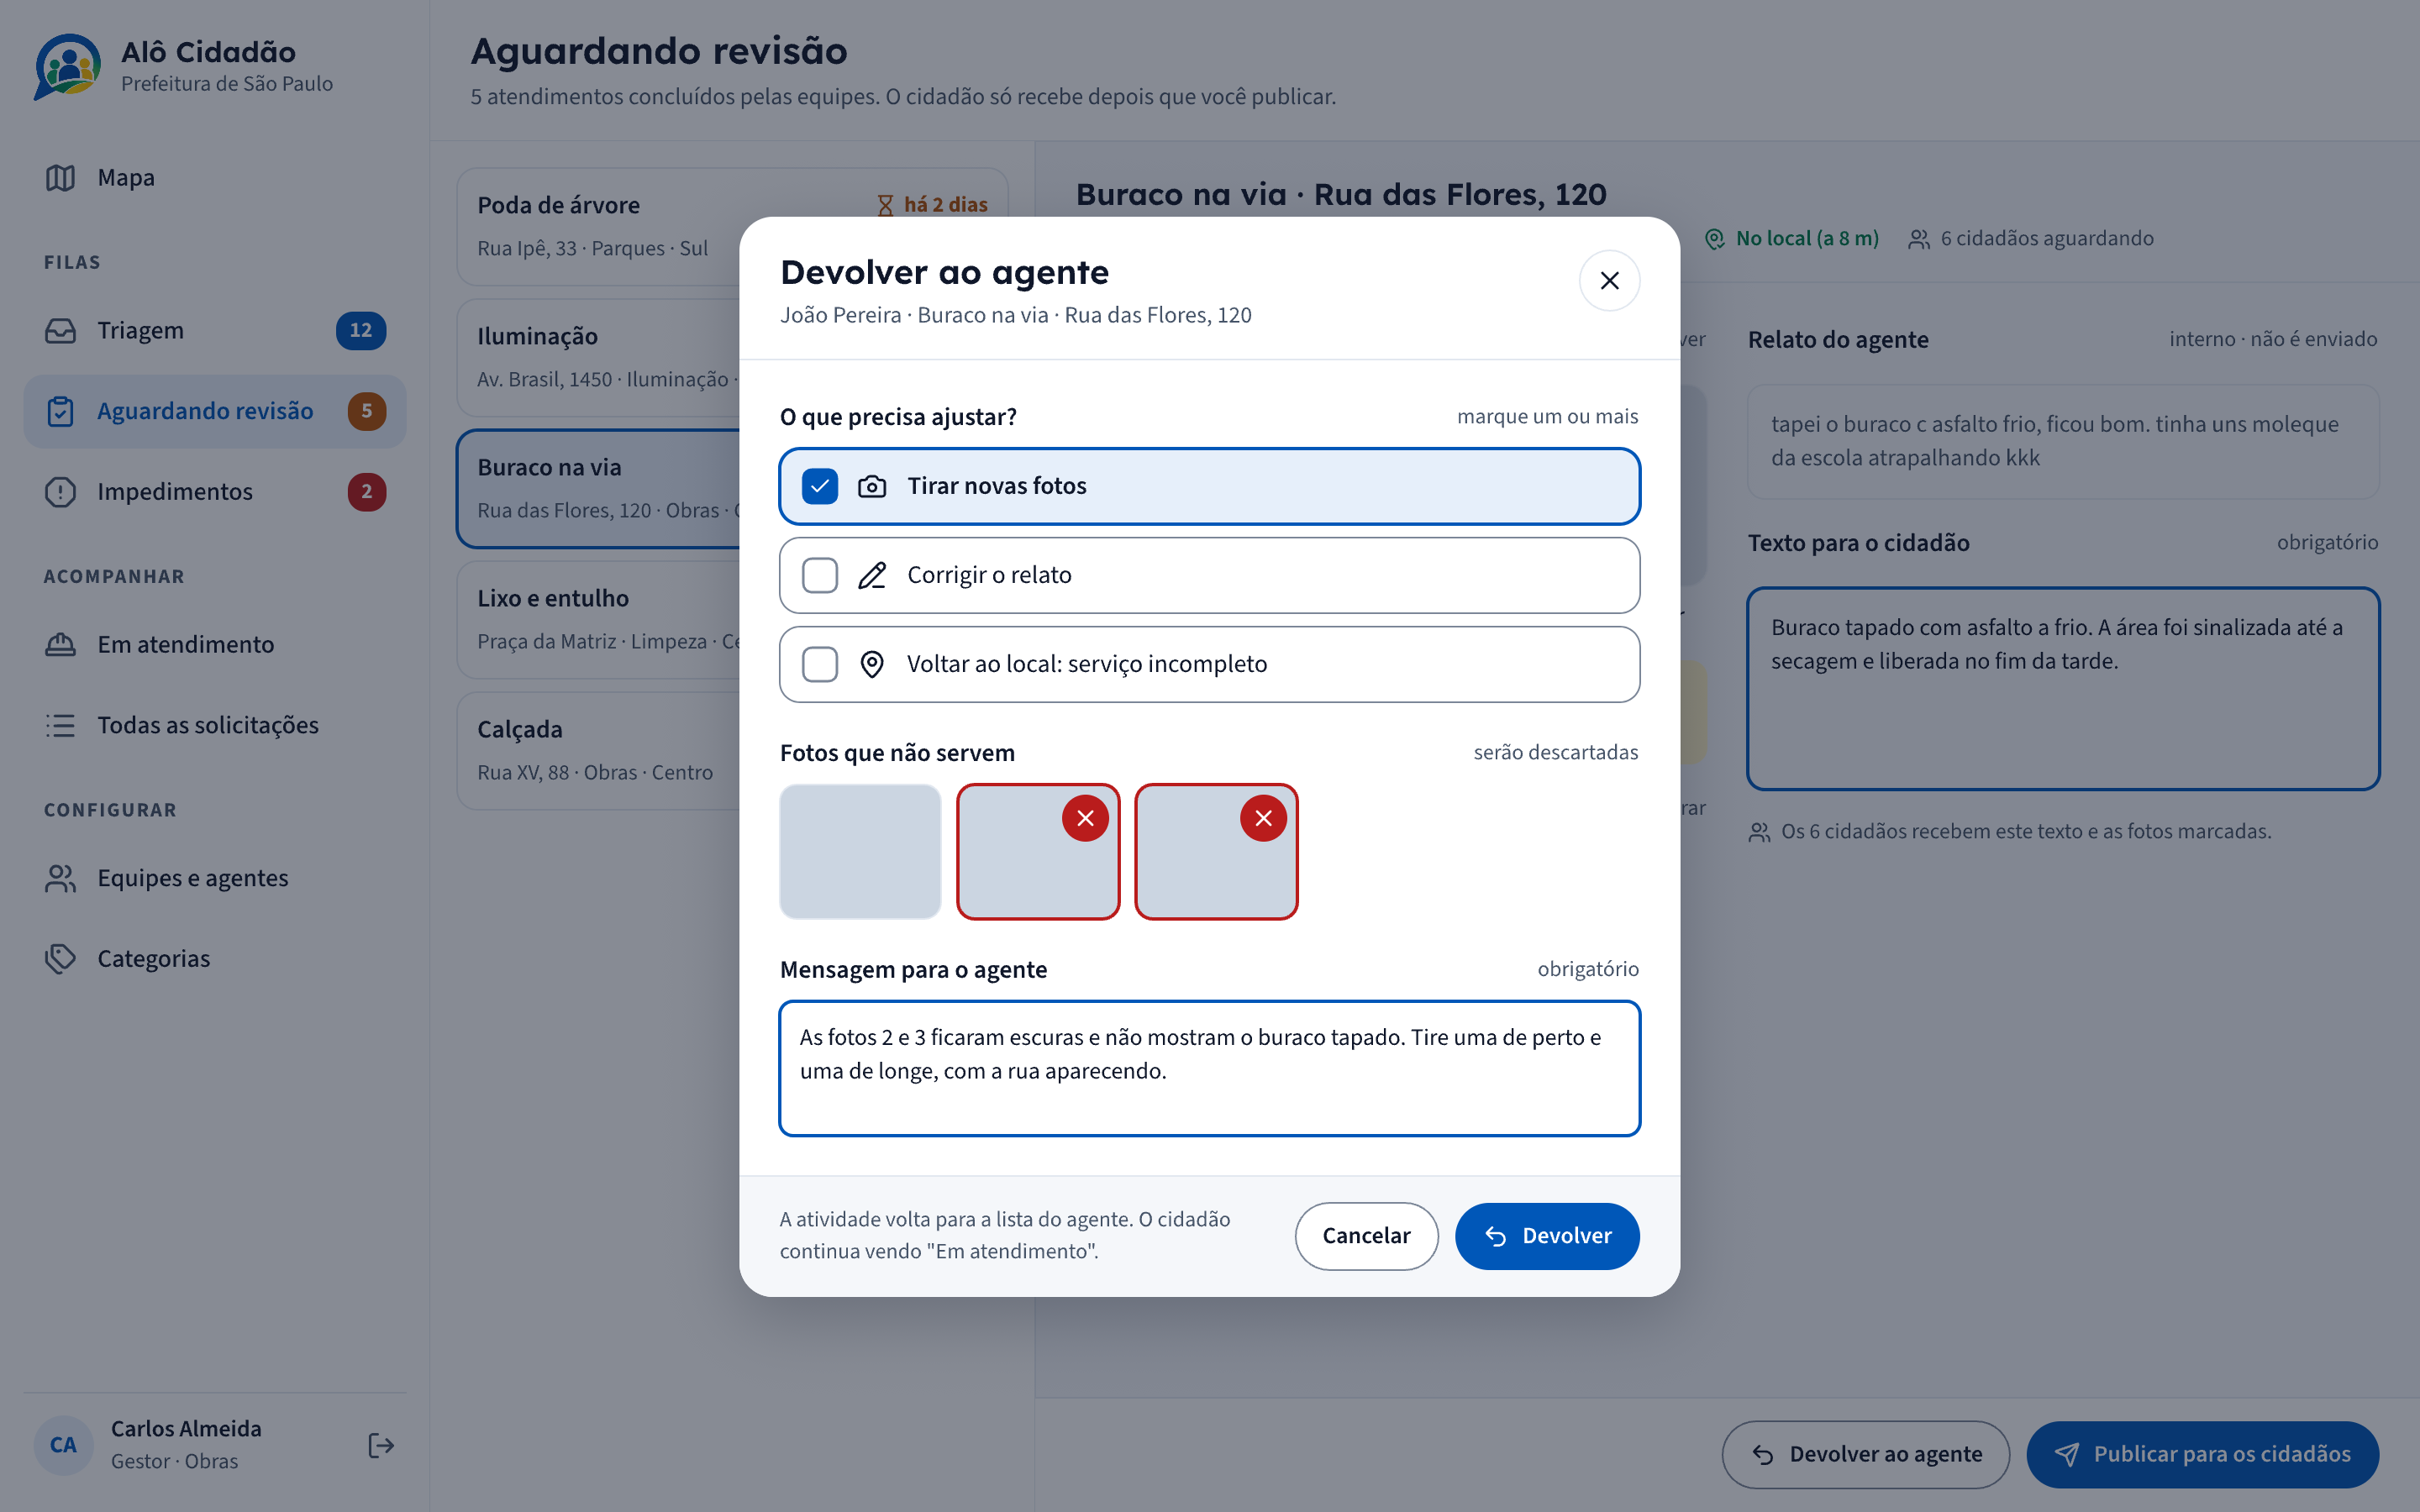 Alô Cidadão
Prefeitura de São Paulo
Mapa
FILAS
Triagem
12
Aguardando revisão
5
Impedimentos
2
ACOMPANHAR
Em atendimento
Todas as solicitações
CONFIGURAR
Equipes e agentes
Categorias
CA
Carlos Almeida
Gestor · Obras
Aguardando revisão
5 atendimentos concluídos pelas equipes. O cidadão só recebe depois que você publicar.
Poda de árvore
há 2 dias
Rua Ipê, 33 · Parques · Sul
Iluminação
Av. Brasil, 1450 · Iluminação ·
Buraco na via
Rua das Flores, 120 · Obras ·
Lixo e entulho
Praça da Matriz · Limpeza ·
Calçada
Rua XV, 88 · Obras · Centro
Buraco na via · Rua das Flores, 120
No local (a 8 m)
6 cidadãos aguardando
Relato do agente
interno · não é enviado
tapei o buraco c asfalto frio, ficou bom. tinha uns moleque
da escola atrapalhando kkk
Texto para o cidadão
obrigatório
Buraco tapado com asfalto a frio. A área foi sinalizada até a
secagem e liberada no fim da tarde.
Os 6 cidadãos recebem este texto e as fotos marcadas.
Devolver ao agente
Publicar para os cidadãos
Devolver ao agente
João Pereira · Buraco na via · Rua das Flores, 120
O que precisa ajustar?
marque um ou mais
Tirar novas fotos
Corrigir o relato
Voltar ao local: serviço incompleto
Fotos que não servem
serão descartadas
Mensagem para o agente
obrigatório
As fotos 2 e 3 ficaram escuras e não mostram o buraco tapado. Tire uma de perto e
uma de longe, com a rua aparecendo.
A atividade volta para a lista do agente. O cidadão
continua vendo "Em atendimento".
Cancelar
Devolver